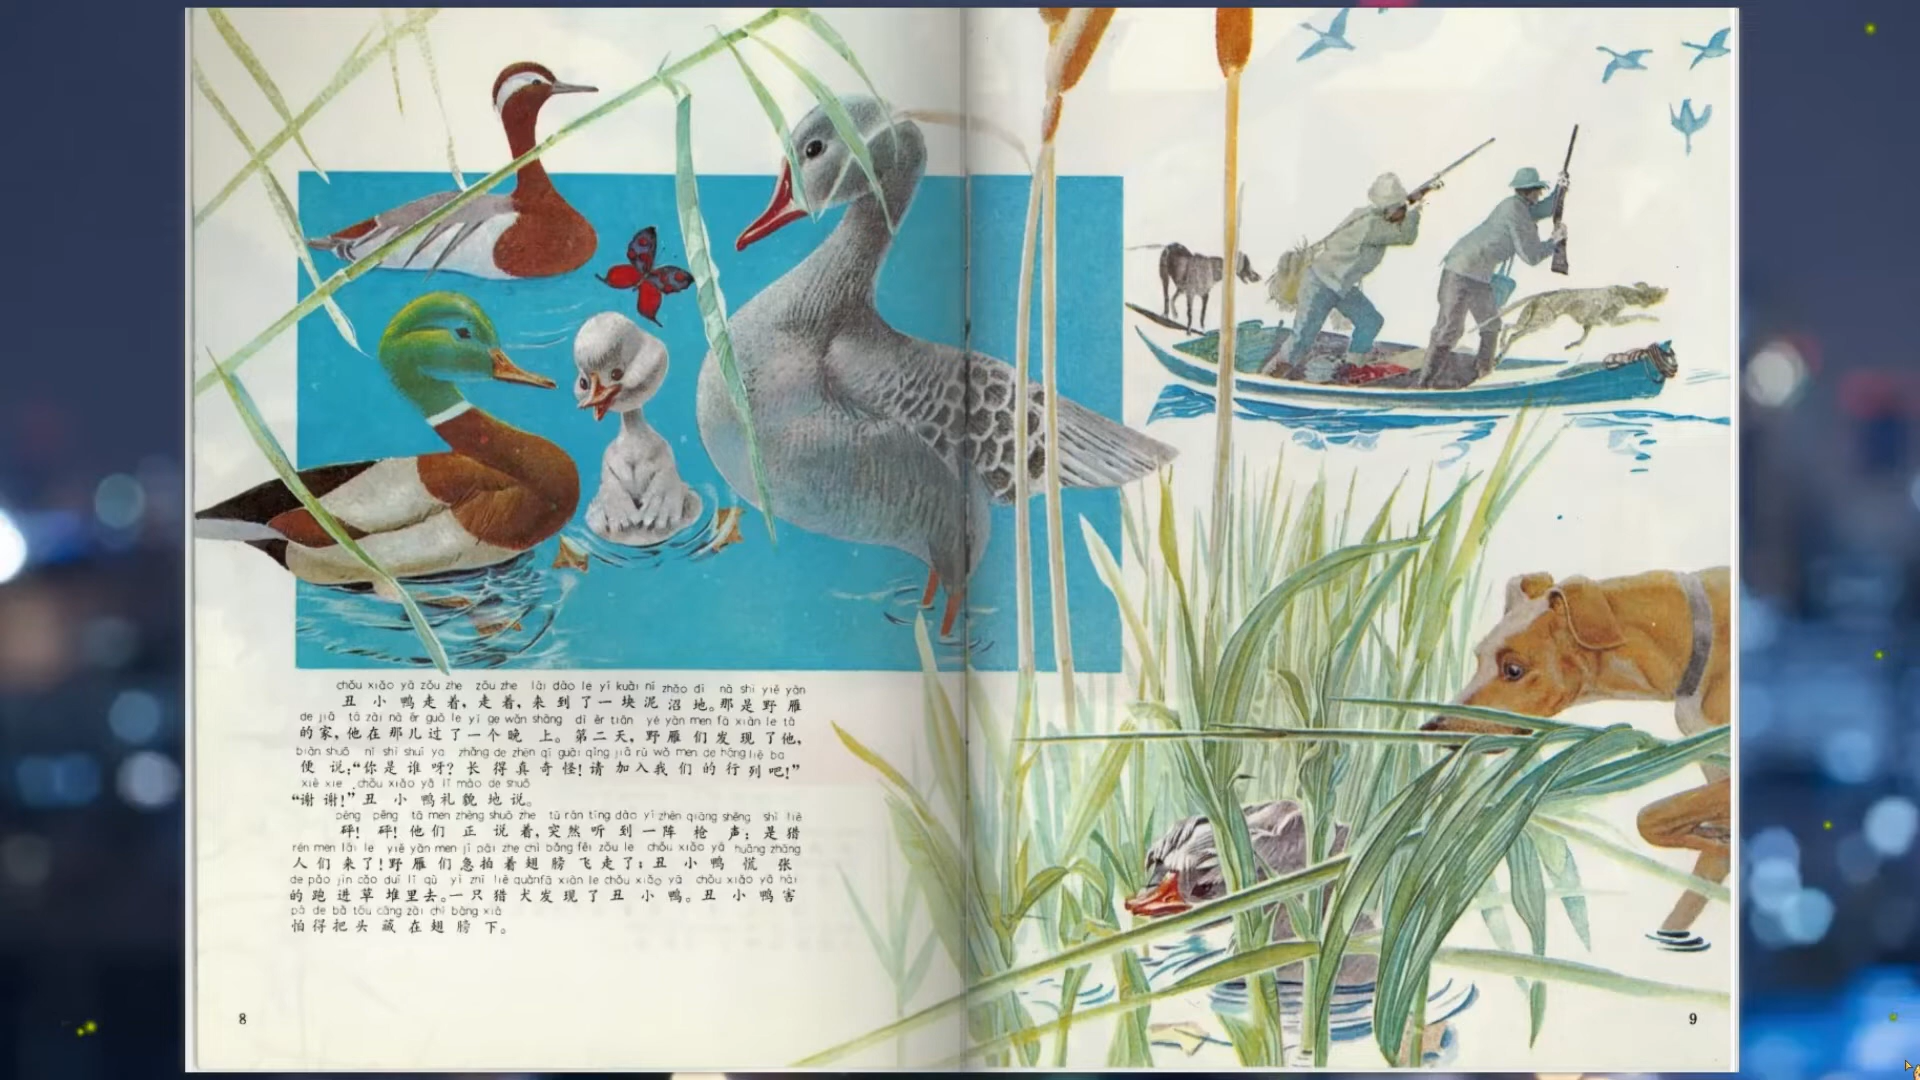 chǒu xiǎo yā zǒu zhe zǒu zhe lái dào le yí kuài ní zhǎo dì nà shì yiě yàn
丑小鸭走着，走着，来到了一块泥沼地。那是野雁
de jiā tā zài nà ér guò le yí ge wǎn shàng dì èr tiān yě yàn men fā xiàn le tā
的家，他在那儿过了一个晚上。第二天，野雁们发现了他，
biàn shuō nǐ shì shuí ya zhǎng de zhēn qí guài qǐng jiā rù wǒ men de háng liè ba
便说：“你是谁呀？长得真奇怪！请加入我们的行列吧！”
xiè xie chǒu xiǎo yā lǐ mào de shuō
“谢谢！”丑小鸭礼貌地说。
pēng pēng tā men zhèng shuō zhe tū rán tīng dào yí zhèn qiāng shēng shì liè
砰！砰！他们正说着，突然听到一阵枪声；是猎
rén men lái le yiě yàn men jí pāi zhe chì bǎng fēi zǒu le chǒu xiǎo yā huāng zhāng
人们来了！野雁们急拍着翅膀飞走了；丑小鸭慌张
de pǎo jìn cǎo duī lǐ qù yì zhī liè quǎn fā xiàn le chǒu xiǎo yā chǒu xiǎo yā hài
的跑进草堆里去。一只猎犬发现了丑小鸭。丑小鸭害
pà de bǎ tóu cáng zài chì bǎng xià
怕得把头藏在翅膀下。
8
9